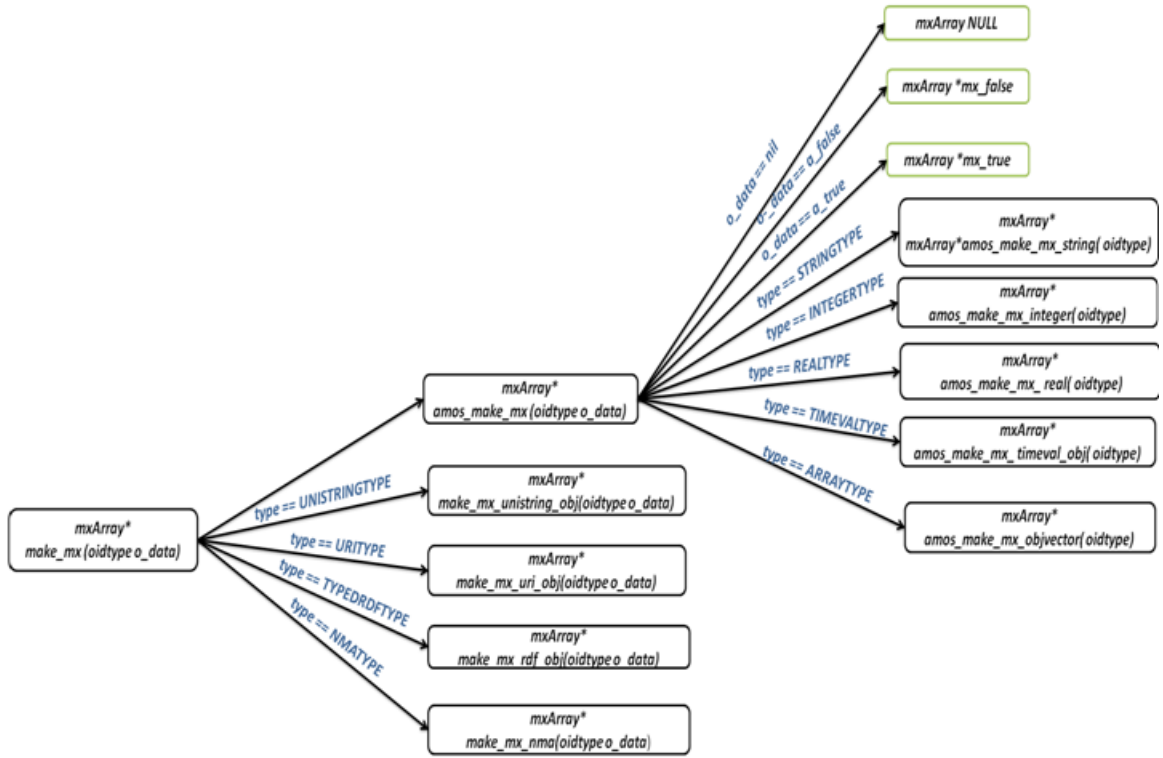 mxArray NULL
mxArray *mx_false
mxArray *mx_true
o_data == nil
o-_data == a_false
o_data == a_true
mxArray*
mxArray*amos_make_mx_string( oidtype)
type == STRINGTYPE
mxArray*
amos_make_mx_integer( oidtype)
type == INTEGERTYPE
mxArray*
amos_make_mx_ real( oidtype)
type == REALTYPE
mxArray*
amos_make_mx_ timeval_obj( oidtype)
type == TIMEVALTYPE
mxArray*
amos_make_mx_objvector( oidtype)
type == ARRAYTYPE
mxArray*
amos_make_mx (oidtype o_data)
mxArray*
make_mx_unistring_obj(oidtype o_data)
type == UNISTRINGTYPE
mxArray*
make_mx (oidtype o_data)
mxArray*
make_mx_uri_obj(oidtype o_data)
type == URITYPE
mxArray*
make_mx_rdf_obj(oidtype o_data)
type == TYPEDRDFTYPE
mxArray*
make_mx_nma(oidtype o_data)
type == NMATYPE